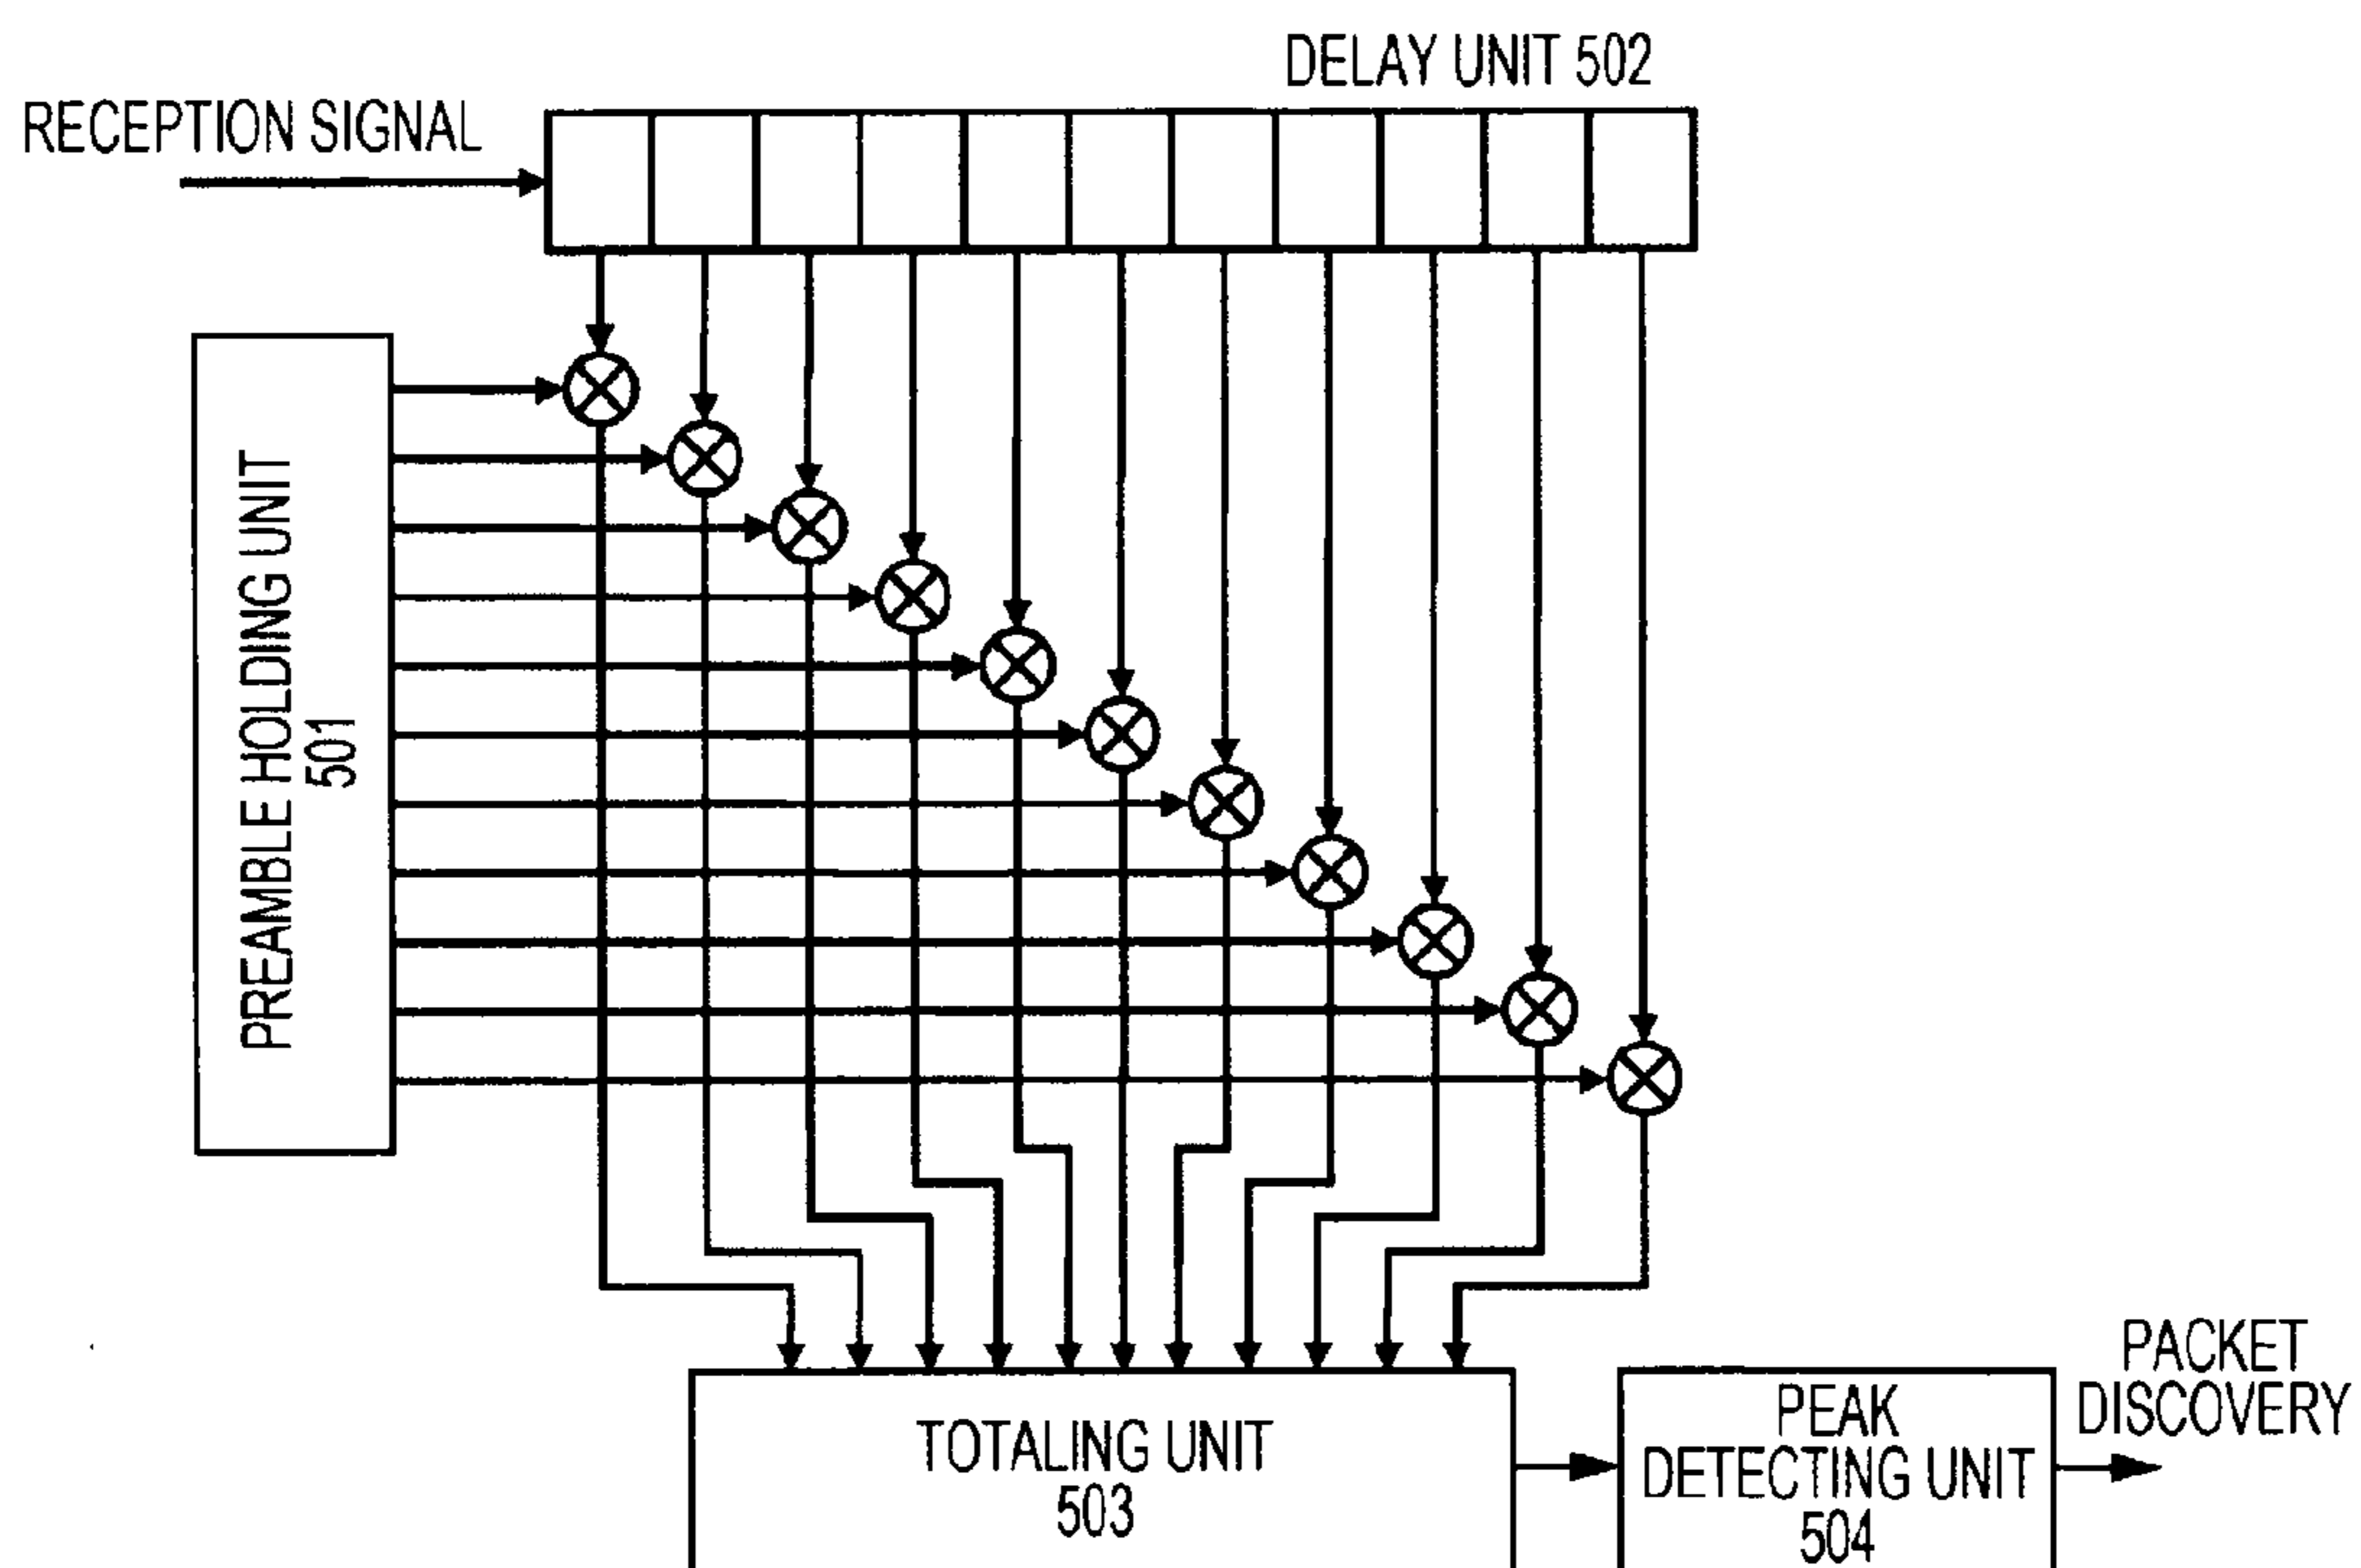 DELAY UNIT 502
RECEPTION SIGNAL
PREAMBLE HOLDING UNIT
501
TOTALING UNIT
503
PEAK
DETECTING UNIT
504
PACKET
DISCOVERY